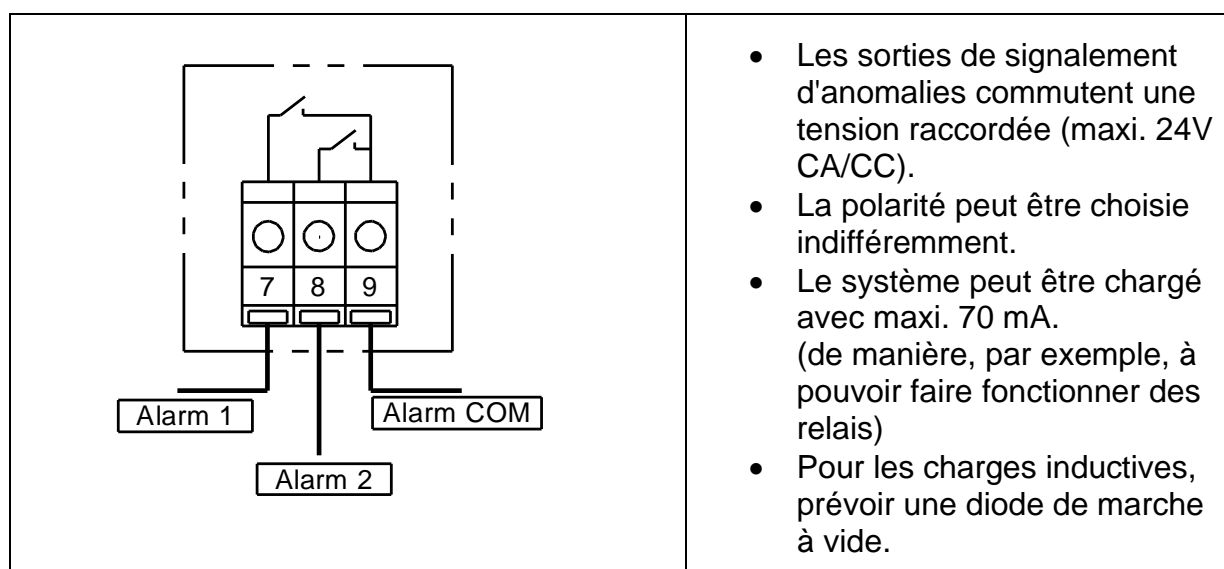 7 8 9
Alarm 1
Alarm COM
Alarm 2
• Les sorties de signalement
d'anomalies commutent une
tension raccordée (maxi. 24V
CA/CC).
• La polarité peut être choisie
indifféremment.
• Le système peut être chargé
avec maxi. 70 mA.
(de manière, par exemple, à
pouvoir faire fonctionner des
relais)
• Pour les charges inductives,
prévoir une diode de marche
à vide.